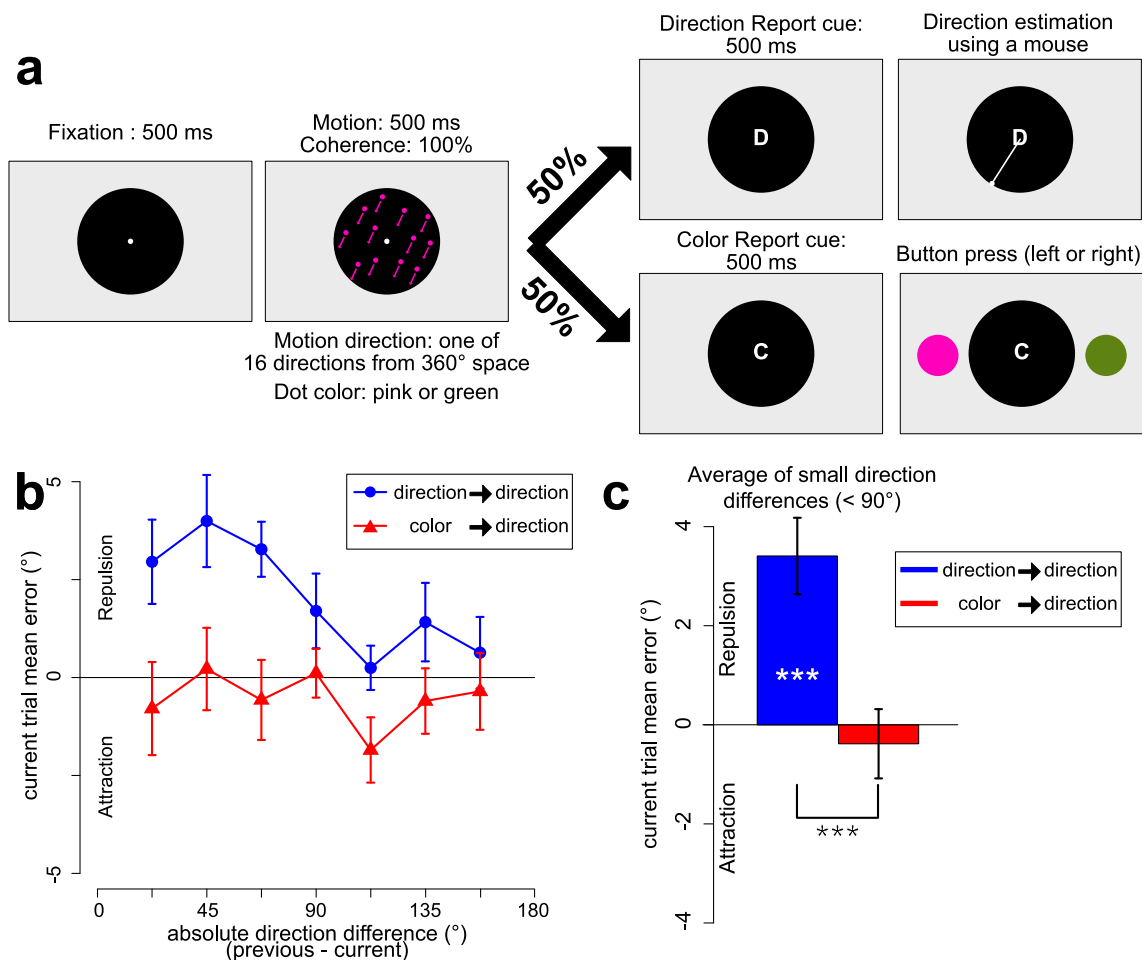 a
Fixation : 500 ms
Motion: 500 ms
Coherence: 100%
Motion direction: one of
16 directions from 360° space
Dot color: pink or green
50%
50%
Direction Report cue:
500 ms
D
Direction estimation
using a mouse
D
Color Report cue:
500 ms
C
Button press (left or right)
C
b
current trial mean error (°)
Repulsion
Attraction
5
0
-5
direction → direction
color → direction
0 45 90 135 180
absolute direction difference (°)
(previous - current)
c
Average of small direction
differences (< 90°)
current trial mean error (°)
Repulsion
Attraction
4
2
0
-2
-4
direction → direction
color → direction
***
***